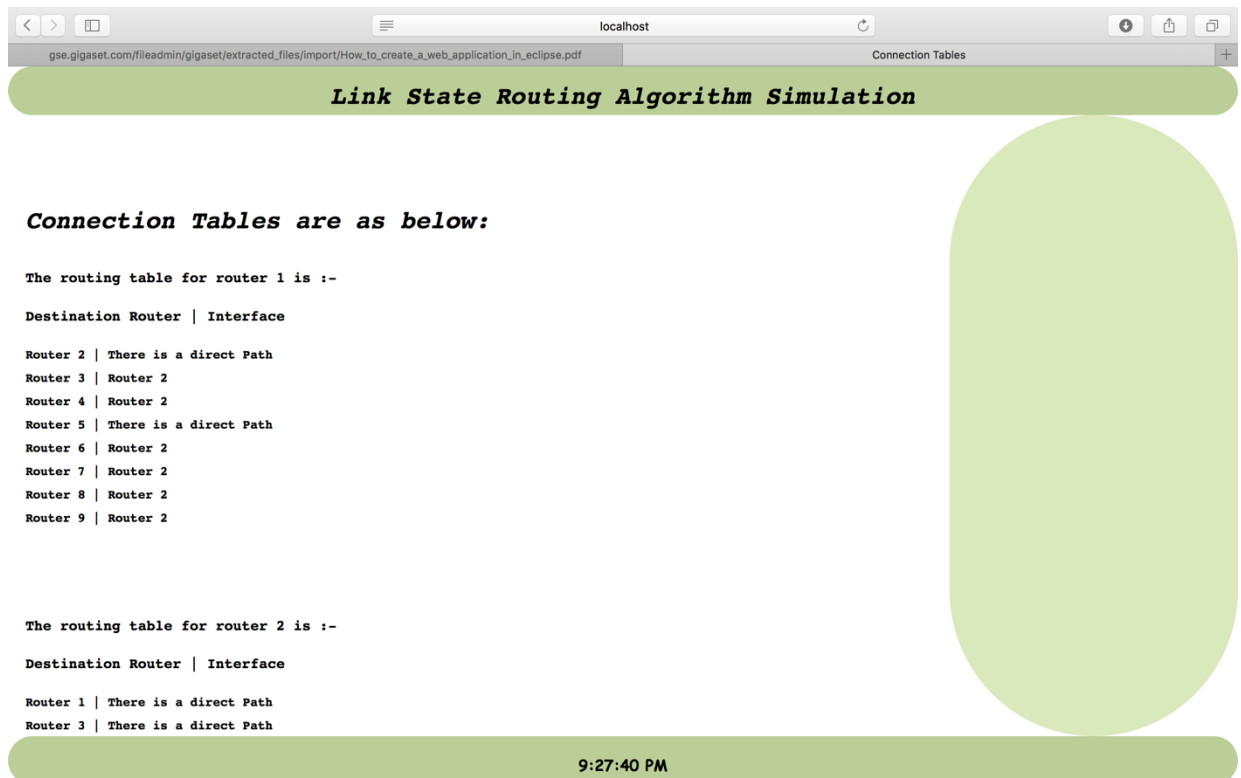 localhost
gse.gigaset.com/fileadmin/gigaset/extracted_files/import/How_to_create_a_web_application_in_eclipse.pdf
Connection Tables
Link State Routing Algorithm Simulation
Connection Tables are as below:
The routing table for router 1 is :-
Destination Router | Interface
Router 2 | There is a direct Path
Router 3 | Router 2
Router 4 | Router 2
Router 5 | There is a direct Path
Router 6 | Router 2
Router 7 | Router 2
Router 8 | Router 2
Router 9 | Router 2
The routing table for router 2 is :-
Destination Router | Interface
Router 1 | There is a direct Path
Router 3 | There is a direct Path
9:27:40 PM